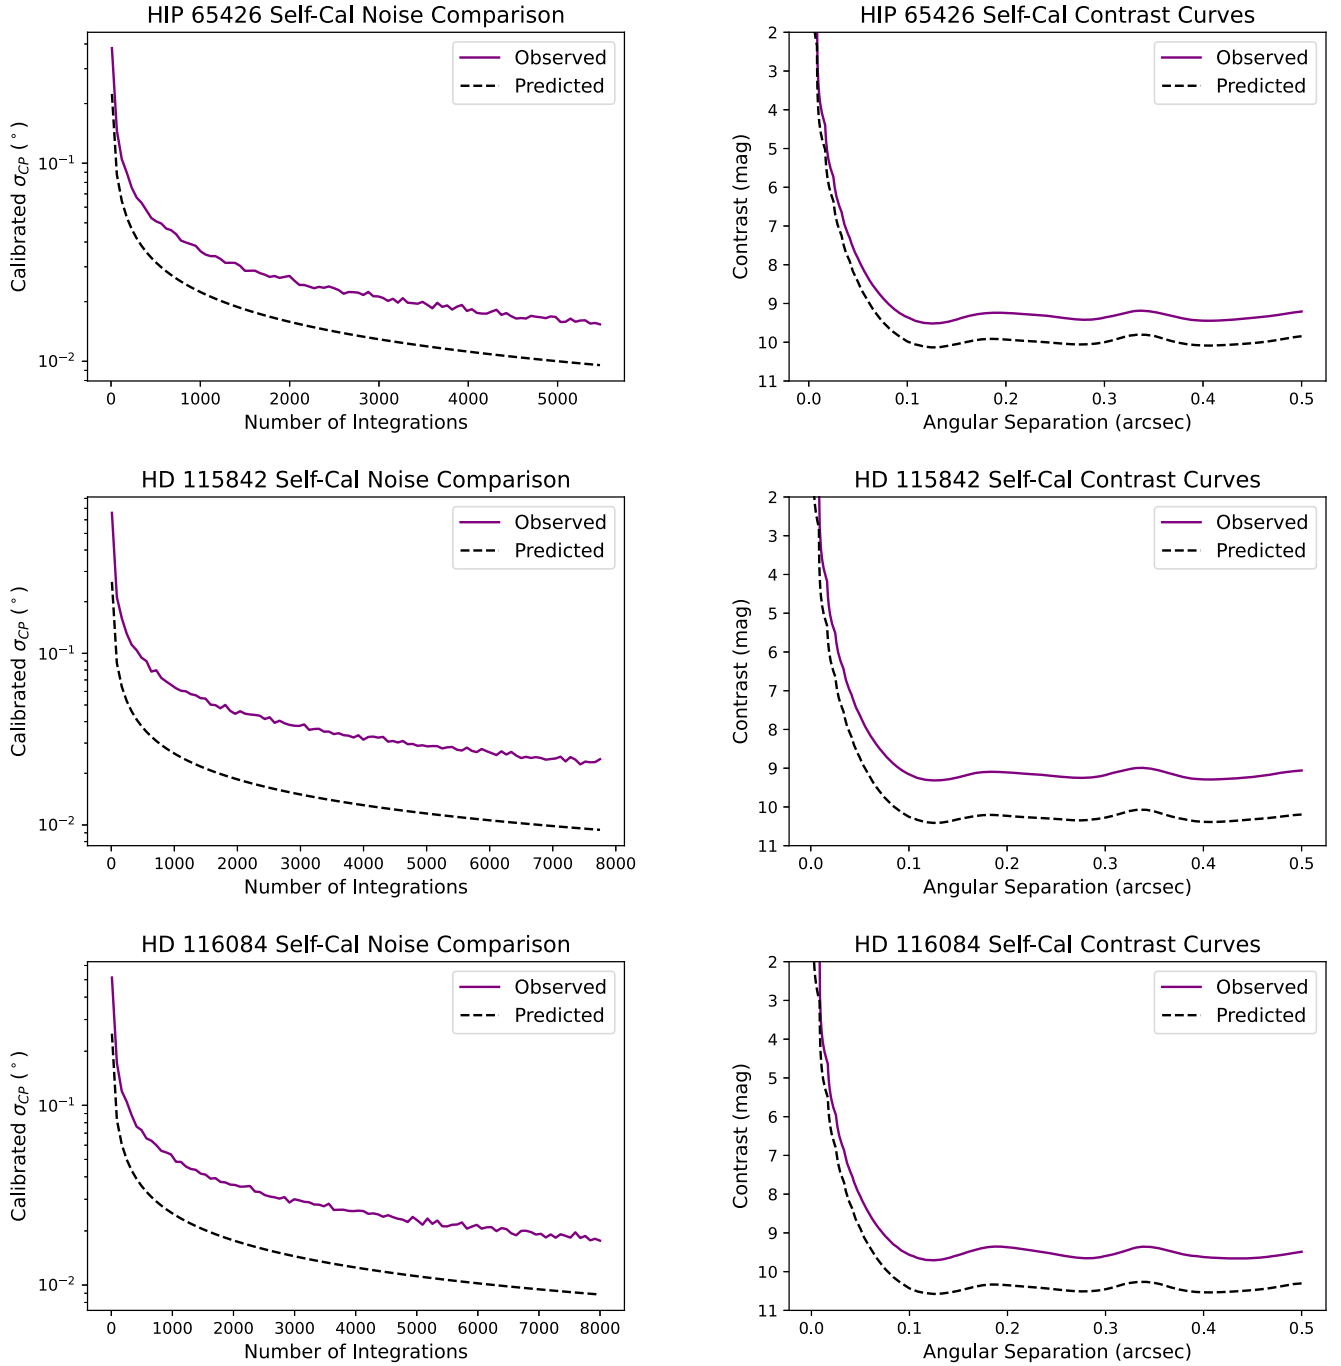 HIP 65426 Self-Cal Noise Comparison
Observed
Predicted
Calibrated σCP (°)
10−1
10−2
0 1000 2000 3000 4000 5000
Number of Integrations
HIP 65426 Self-Cal Contrast Curves
Observed
Predicted
Contrast (mag)
2
3
4
5
6
7
8
9
10
11
0.0 0.1 0.2 0.3 0.4 0.5
Angular Separation (arcsec)
HD 115842 Self-Cal Noise Comparison
Observed
Predicted
Calibrated σCP (°)
10−1
10−2
0 1000 2000 3000 4000 5000 6000 7000 8000
Number of Integrations
HD 115842 Self-Cal Contrast Curves
Observed
Predicted
Contrast (mag)
2
3
4
5
6
7
8
9
10
11
0.0 0.1 0.2 0.3 0.4 0.5
Angular Separation (arcsec)
HD 116084 Self-Cal Noise Comparison
Observed
Predicted
Calibrated σCP (°)
10−1
10−2
0 1000 2000 3000 4000 5000 6000 7000 8000
Number of Integrations
HD 116084 Self-Cal Contrast Curves
Observed
Predicted
Contrast (mag)
2
3
4
5
6
7
8
9
10
11
0.0 0.1 0.2 0.3 0.4 0.5
Angular Separation (arcsec)